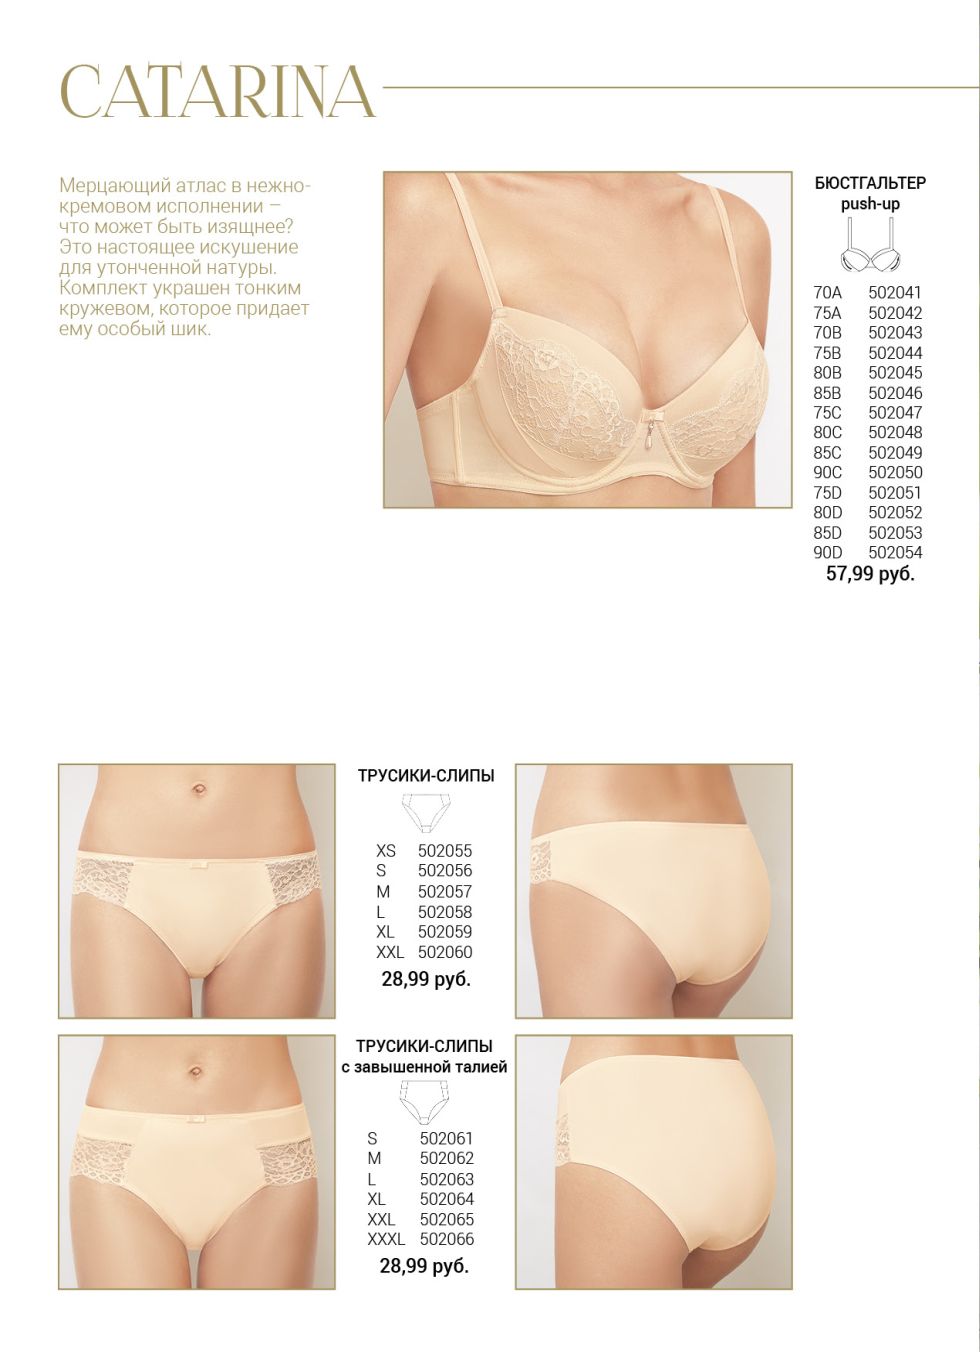 CATARINA
Мерцающий атлас в нежно-
кремовом исполнении –
что может быть изящнее?
Это настоящее искушение
для утонченной натуры.
Комплект украшен тонким
кружевом, которое придает
ему особый шик.
БЮСТГАЛЬТЕР
push-up
70A 502041
75A 502042
70B 502043
75B 502044
80B 502045
85B 502046
75C 502047
80C 502048
85C 502049
90C 502050
75D 502051
80D 502052
85D 502053
90D 502054
57,99 руб.
ТРУСИКИ-СЛИПЫ
XS 502055
S 502056
M 502057
L 502058
XL 502059
XXL 502060
28,99 руб.
ТРУСИКИ-СЛИПЫ
с завышенной талией
S 502061
M 502062
L 502063
XL 502064
XXL 502065
XXXL 502066
28,99 руб.